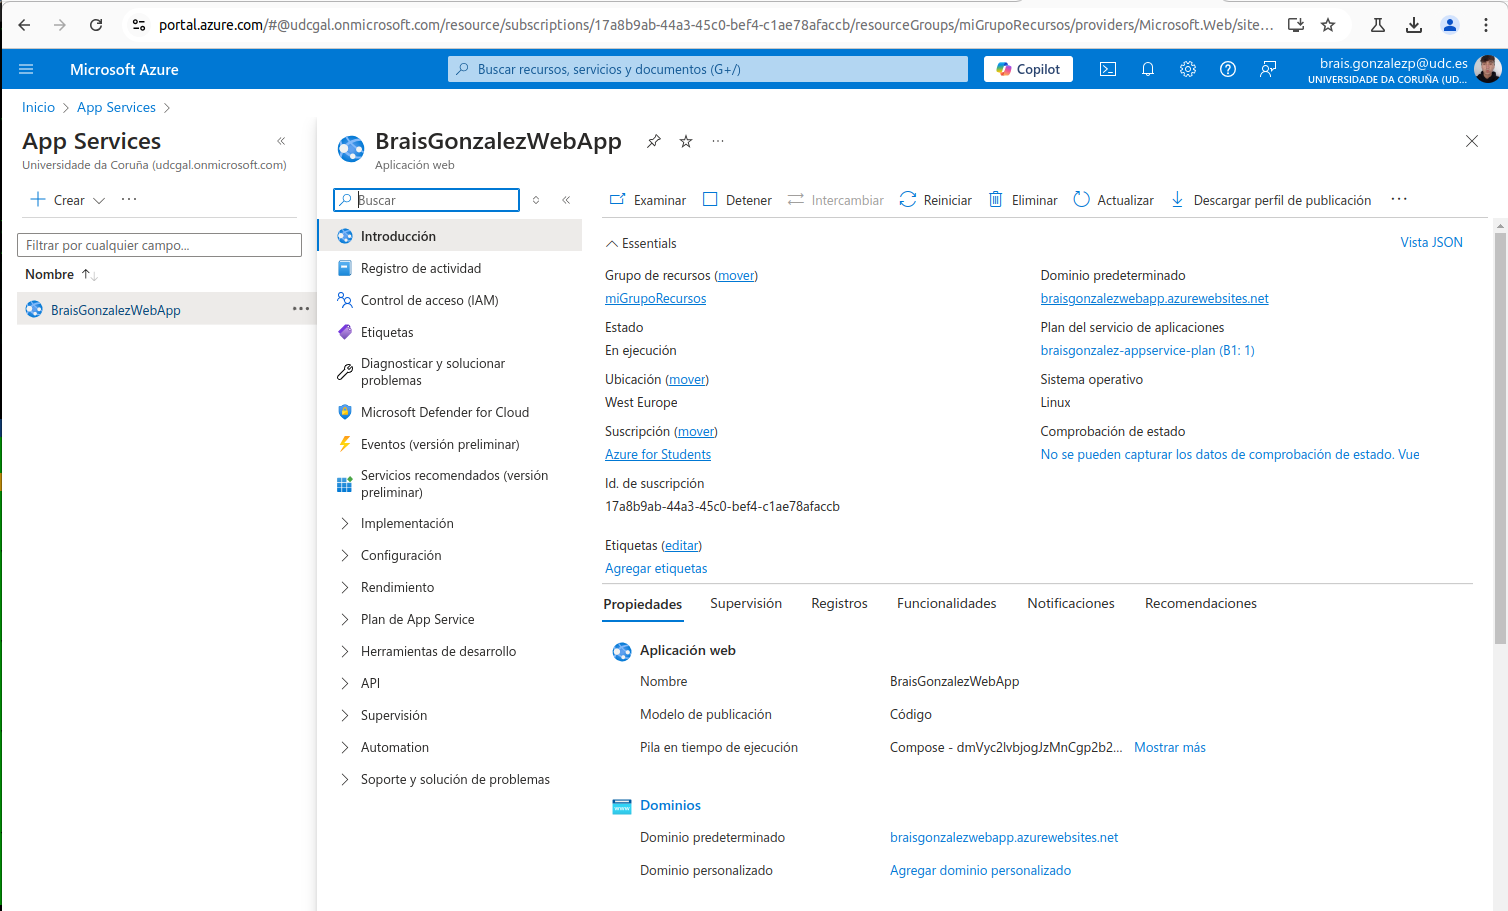 portal.azure.com/#@udcgal.onmicrosoft.com/resource/subscriptions/17a8b9ab-44a3-45c0-bef4-c1ae78afaccb/resourceGroups/miGrupoRecursos/providers/Microsoft.Web/site...
Microsoft Azure
Buscar recursos, servicios y documentos (G+/)
Copilot
brais.gonzalezp@udc.es
UNIVERSIDADE DA CORUÑA (UD...
Inicio > App Services >
App Services
Universidade da Coruña (udcgal.onmicrosoft.com)
Crear
Filtrar por cualquier campo...
Nombre
BraisGonzalezWebApp
BraisGonzalezWebApp
Aplicación web
Buscar
Introducción
Registro de actividad
Control de acceso (IAM)
Etiquetas
Diagnosticar y solucionar
problemas
Microsoft Defender for Cloud
Eventos (versión preliminar)
Servicios recomendados (versión
preliminar)
Implementación
Configuración
Rendimiento
Plan de App Service
Herramientas de desarrollo
API
Supervisión
Automation
Soporte y solución de problemas
Examinar Detener Intercambiar Reiniciar Eliminar Actualizar Descargar perfil de publicación
Essentials
Vista JSON
Grupo de recursos (mover)
miGrupoRecursos
Estado
En ejecución
Ubicación (mover)
West Europe
Suscripción (mover)
Azure for Students
Id. de suscripción
17a8b9ab-44a3-45c0-bef4-c1ae78afaccb
Dominio predeterminado
braisgonzalezwebapp.azurewebsites.net
Plan del servicio de aplicaciones
braisgonzalez-appservice-plan (B1: 1)
Sistema operativo
Linux
Comprobación de estado
No se pueden capturar los datos de comprobación de estado. Vue
Etiquetas (editar)
Agregar etiquetas
Propiedades Supervisión Registros Funcionalidades Notificaciones Recomendaciones
Aplicación web
Nombre BraisGonzalezWebApp
Modelo de publicación Código
Pila en tiempo de ejecución Compose - dmVyc2lvbjogJzMnCgp2b2... Mostrar más
www
Dominios
Dominio predeterminado braisgonzalezwebapp.azurewebsites.net
Dominio personalizado Agregar dominio personalizado